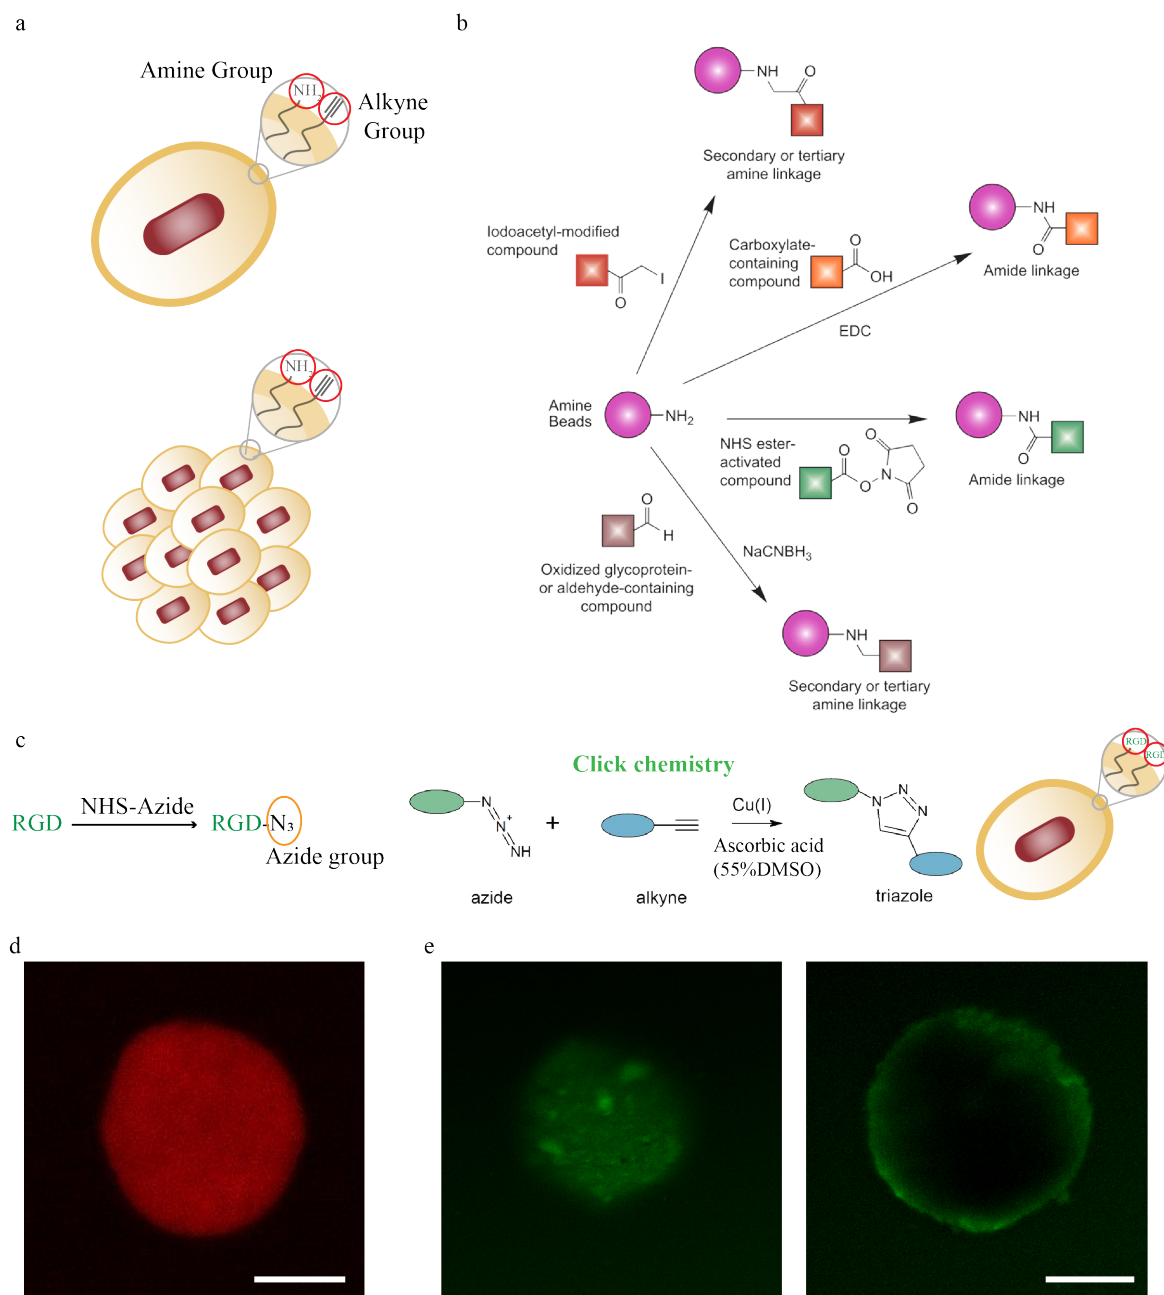 a
Amine Group
NH2
Alkyne
Group
NH2
b
NH
O
Secondary or tertiary
amine linkage
Iodoacetyl-modified
compound
O
I
Carboxylate-
containing
compound
O
OH
NH
O
Amide linkage
EDC
Amine
Beads
NH2
NHS ester-
activated
compound
O
O
O
N
O
NH
O
Amide linkage
O
H
Oxidized glycoprotein-
or aldehyde-containing
compound
NaCNBH3
NH
Secondary or tertiary
amine linkage
c
Click chemistry
RGD
NHS-Azide
RGD-N3
Azide group
N
N+
NH
azide
+
alkyne
Cu(I)
Ascorbic acid
(55%DMSO)
N
N
N
triazole
RGD
RGD
d
e